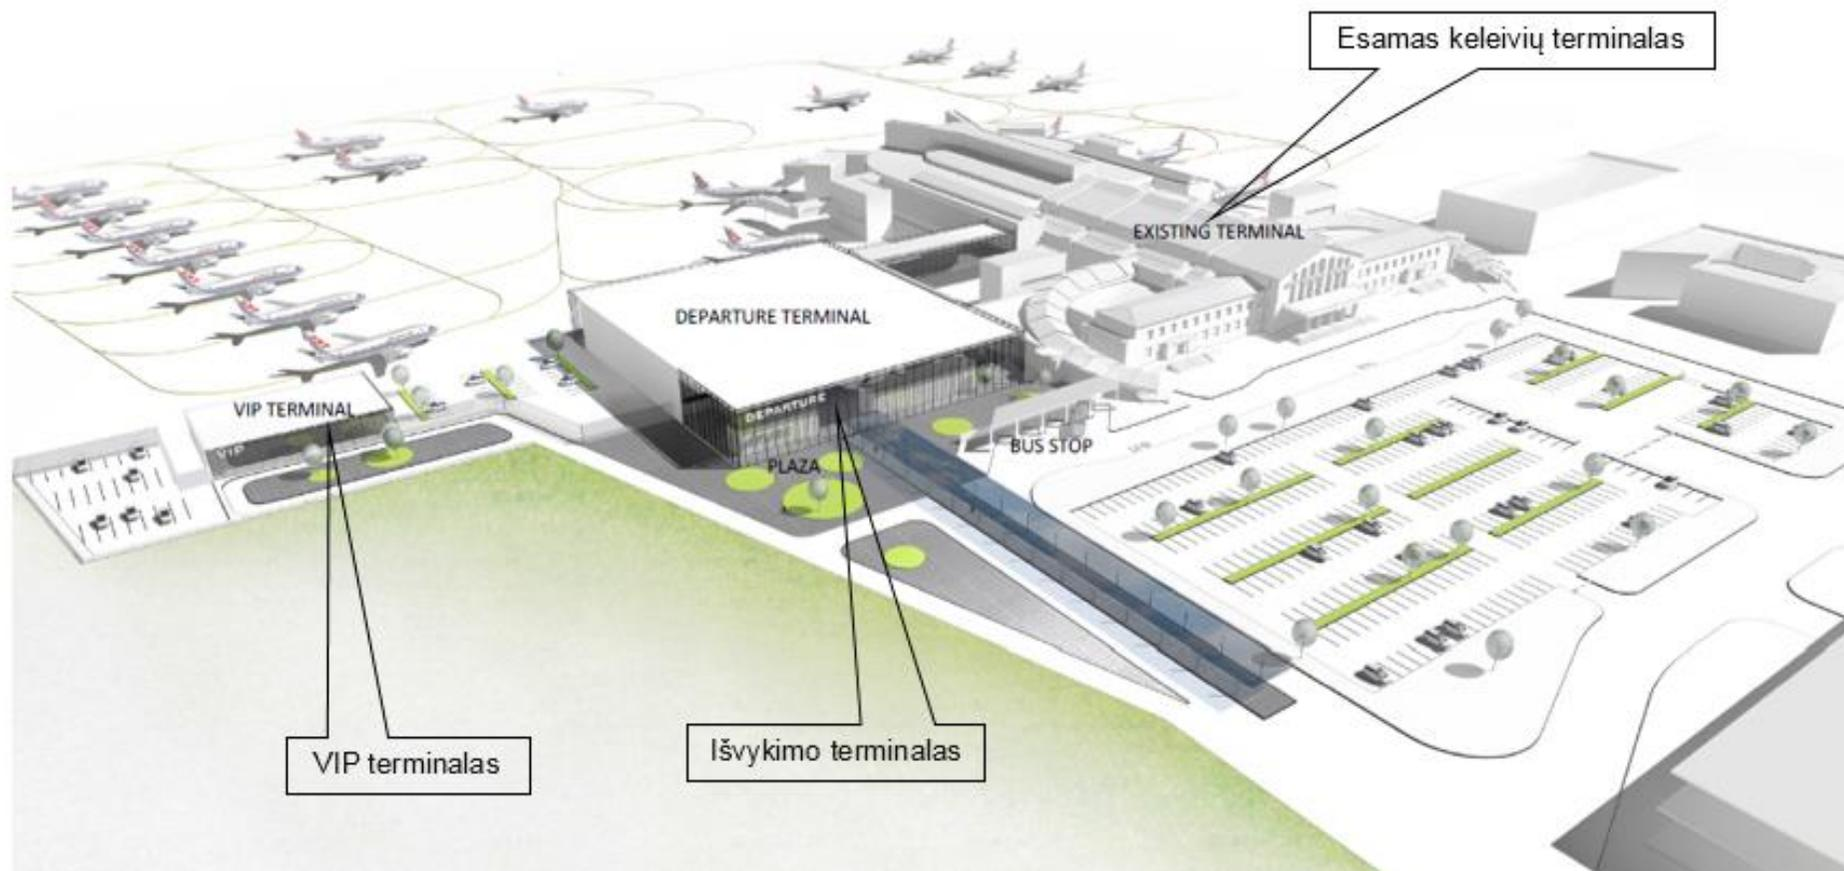 Esamas keleivių terminalas
EXISTING TERMINAL
DEPARTURE TERMINAL
VIP TERMINAL
DEPARTURE
VIP
BUS STOP
PLAZA
Išvykimo terminalas
VIP terminalas